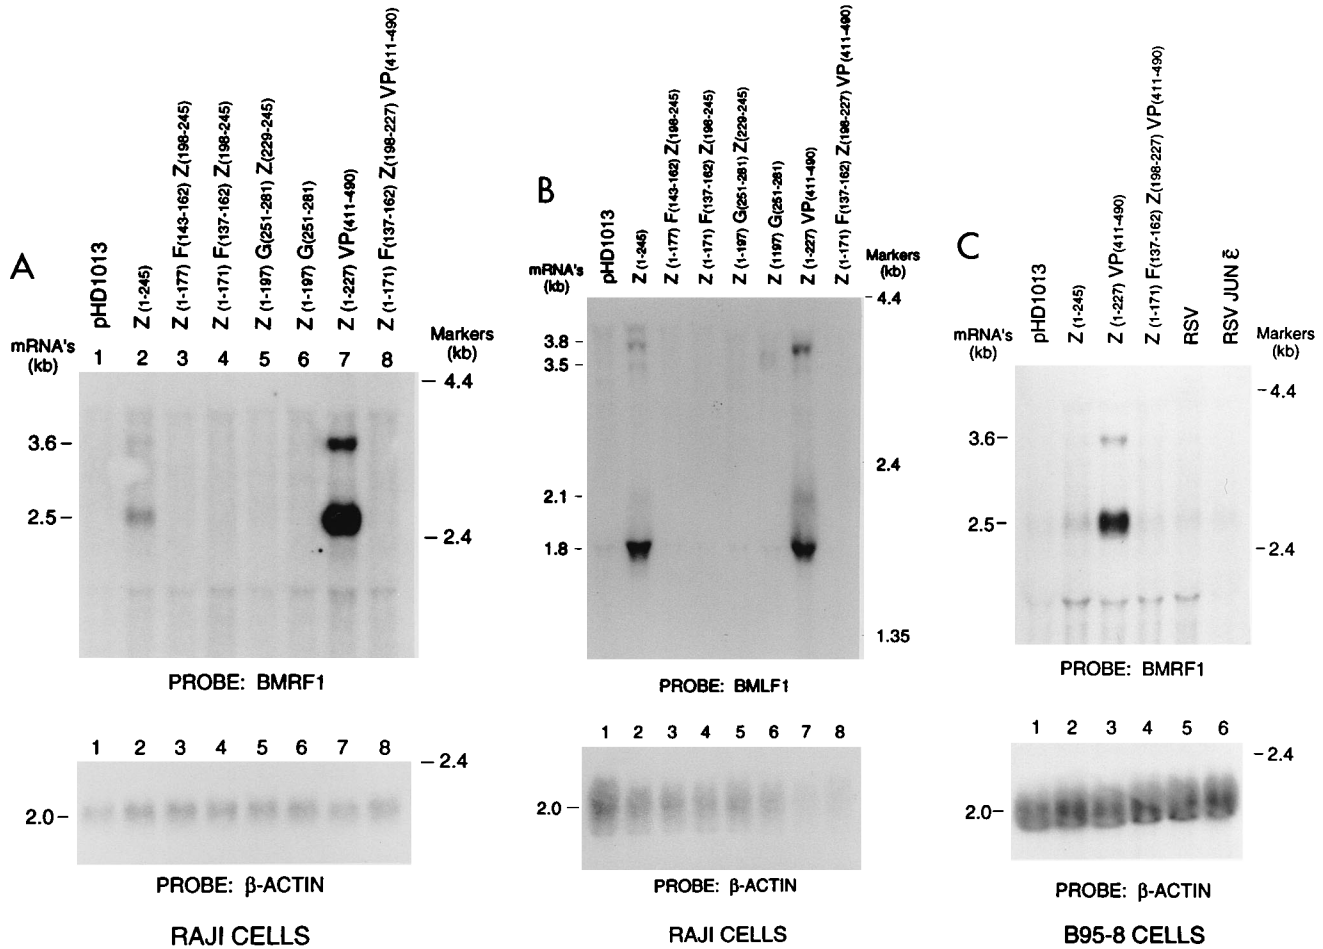 A
mRNA's
(kb)
pHD1013
Z (1-245)
Z (1-177) F(143-162) Z(198-245)
Z (1-171) F(137-162) Z(198-245)
Z (1-197) G(251-281) Z(229-245)
Z (1-197) G(251-281)
Z (1-227) VP(411-490)
Z (1-171) F(137-162) Z(198-227) VP(411-490)
Markers
(kb)
1 2 3 4 5 6 7 8
4.4
3.6
2.5
2.4
PROBE: BMRF1
1 2 3 4 5 6 7 8
2.4
2.0
PROBE: β-ACTIN
RAJI CELLS
B
mRNA's
(kb)
pHD1013
Z (1-245)
Z (1-177) F(143-162) Z(198-245)
Z (1-171) F(137-162) Z(198-245)
Z (1-197) G(251-281) Z(229-245)
Z (1197) G(251-281)
Z (1-227) VP(411-490)
Z (1-171) F(137-162) Z(198-227) VP(411-490)
Markers
(kb)
4.4
3.8
3.5
2.4
2.1
1.8
1.35
PROBE: BMLF1
1 2 3 4 5 6 7 8
2.0
PROBE: β-ACTIN
RAJI CELLS
C
mRNA's
(kb)
pHD1013
Z (1-245)
Z (1-227) VP(411-490)
Z (1-171) F(137-162) Z(198-227) VP(411-490)
RSV
RSV JUN
Markers
(kb)
4.4
3.6
2.5
2.4
PROBE: BMRF1
1 2 3 4 5 6
2.4
2.0
PROBE: β-ACTIN
B95-8 CELLS